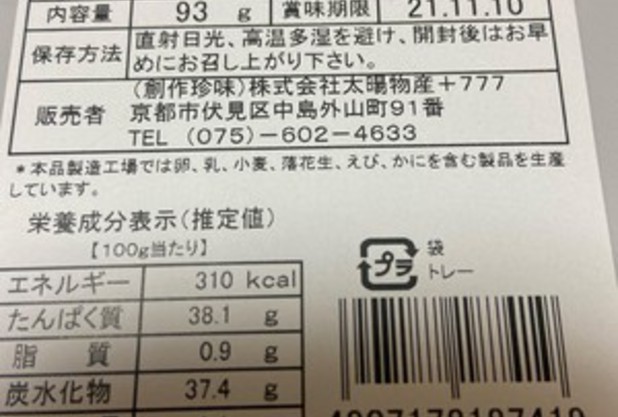 内容量 93 g 賞味期限 21.11.10
保存方法 直射日光、高温多湿を避け、開封後はお早
めにお召し上がり下さい。
販売者 (創作珍味)株式会社太暘物産+777
京都市伏見区中島外山町91番
TEL (075)-602-4633
*本品製造工場では卵、乳、小麦、落花生、えび、かにを含む製品を生産
しています。
栄養成分表示(推定値)
【100g当たり】
エネルギー 310 kcal
たんぱく質 38.1 g
脂 質 0.9 g
炭水化物 37.4 g
プラ
袋
トレー